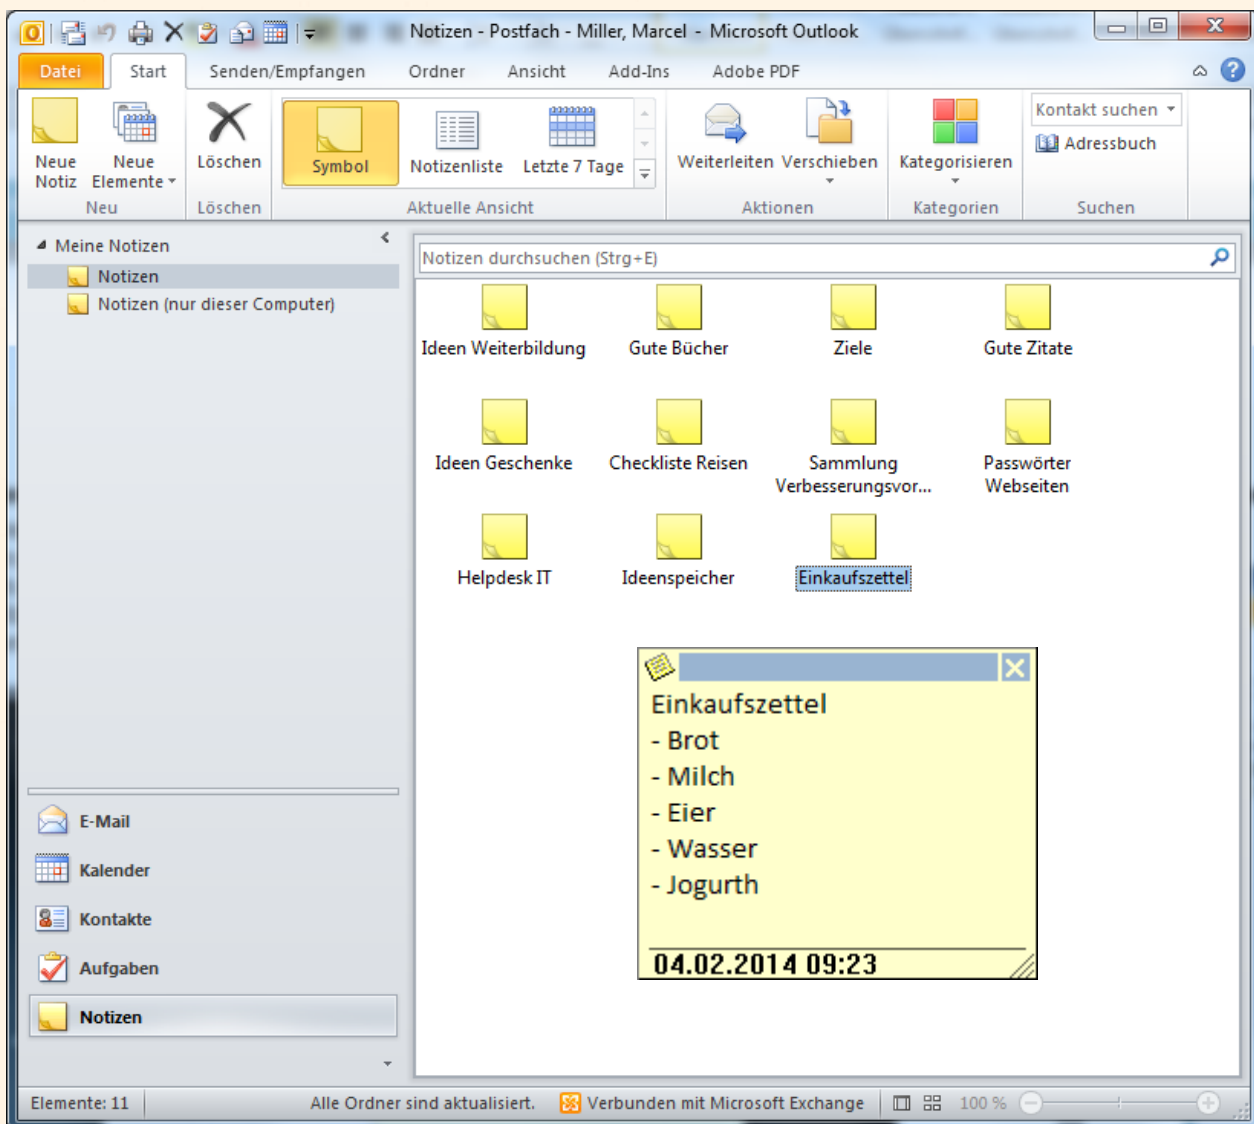 Notizen - Postfach - Miller, Marcel - Microsoft Outlook
Datei Start Senden/Empfangen Ordner Ansicht Add-Ins Adobe PDF
Neue Notiz
Neue Elemente
Löschen
Symbol
Notizenliste
Letzte 7 Tage
Weiterleiten
Verschieben
Kategorisieren
Kontakt suchen
Adressbuch
Neu Löschen Aktuelle Ansicht Aktionen Kategorien Suchen
Meine Notizen
Notizen
Notizen (nur dieser Computer)
Notizen durchsuchen (Strg+E)
Ideen Weiterbildung
Gute Bücher
Ziele
Gute Zitate
Ideen Geschenke
Checkliste Reisen
Sammlung
Verbesserungsvor...
Passwörter
Webseiten
Helpdesk IT
Ideenspeicher
Einkaufszettel
Einkaufszettel
- Brot
- Milch
- Eier
- Wasser
- Jogurth
04.02.2014 09:23
E-Mail
Kalender
Kontakte
Aufgaben
Notizen
Elemente: 11 Alle Ordner sind aktualisiert. Verbunden mit Microsoft Exchange 100 %